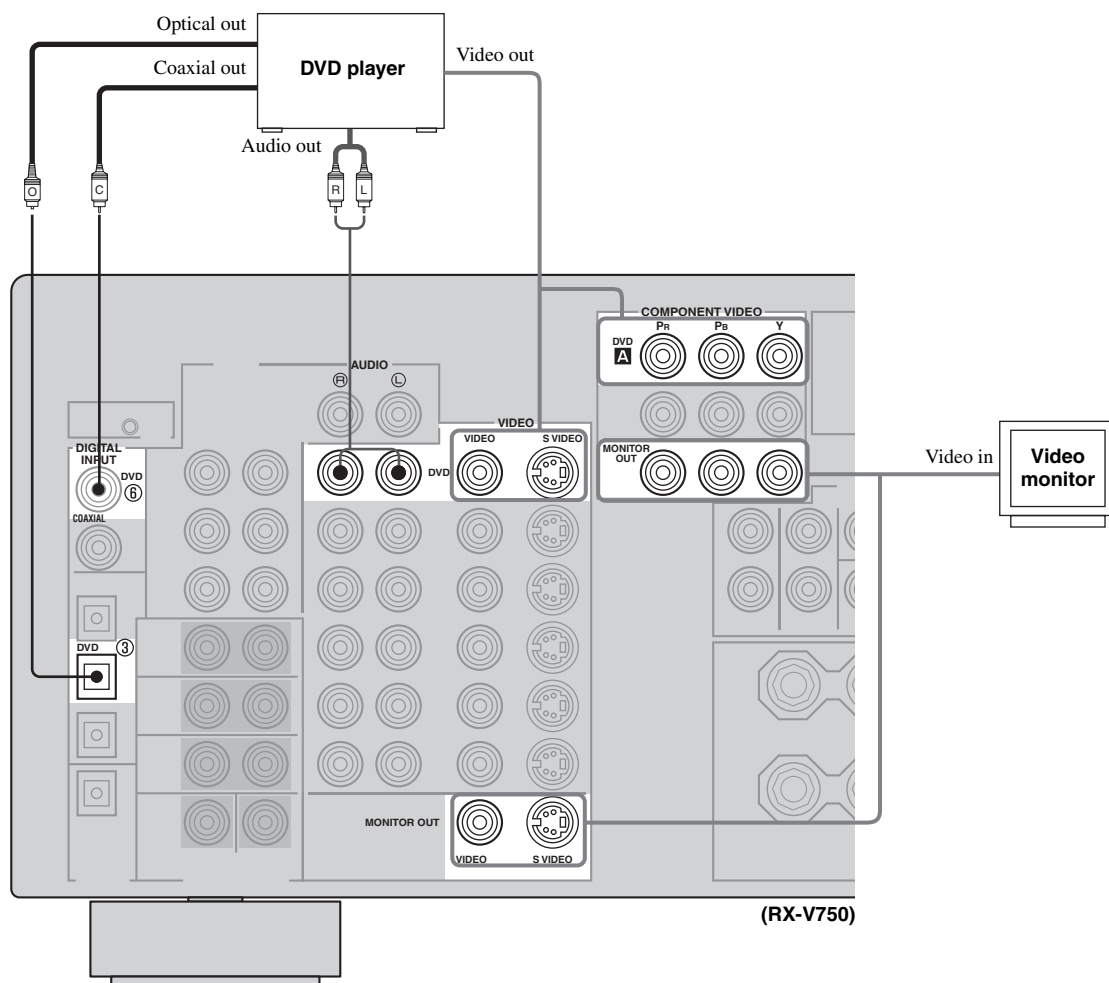 Optical out
Coaxial out
DVD player
Video out
Audio out
O
C
R
L
COMPONENT VIDEO
PR
PB
Y
DVD
A
AUDIO
R
L
VIDEO
VIDEO
S VIDEO
DVD
MONITOR
OUT
Video in
Video
monitor
DIGITAL
INPUT
DVD
⑥
COAXIAL
DVD
③
MONITOR OUT
VIDEO
S VIDEO
(RX-V750)